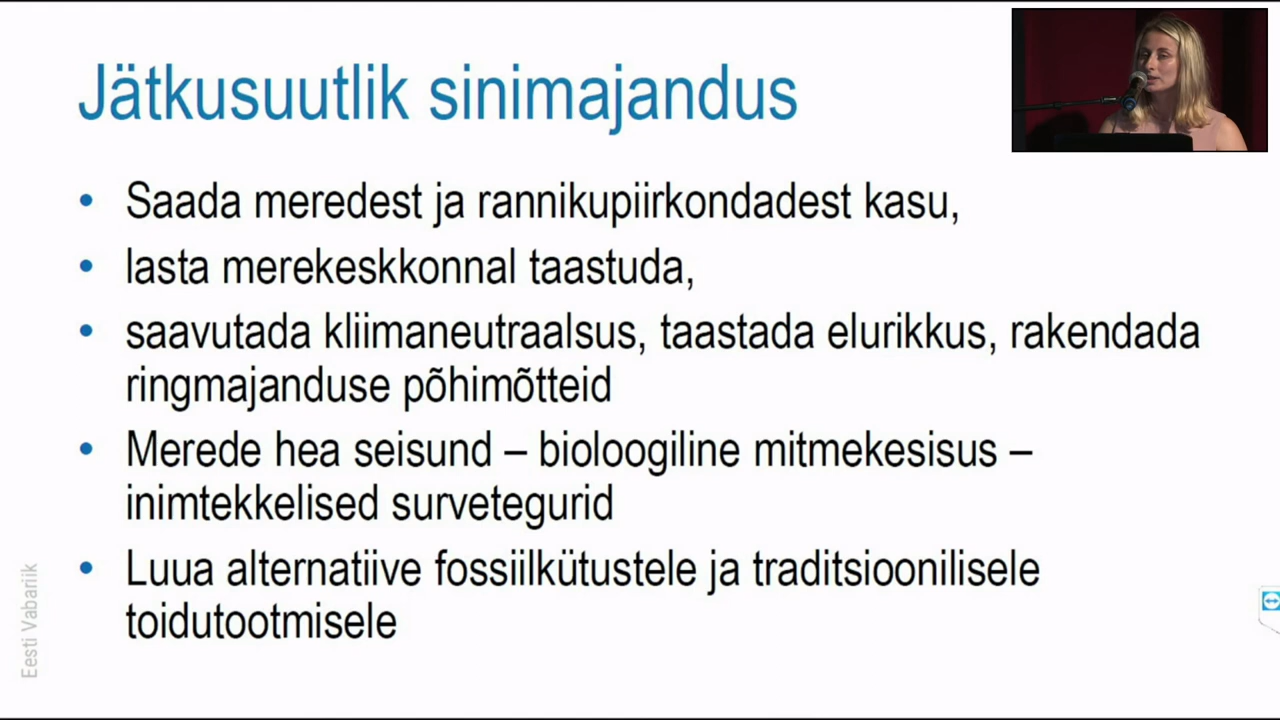 Jätkusuutlik sinimajandus
• Saada meredest ja rannikupiirkondadest kasu,
• lasta merekeskkonnal taastuda,
• saavutada kliimaneutraalsus, taastada elurikkus, rakendada
ringmajanduse põhimõtteid
• Merede hea seisund – bioloogiline mitmekesisus –
inimtekkelised survetegurid
• Luua alternatiive fossiilkütustele ja traditsioonilisele
toidutootmisele
Eesti Vabariik